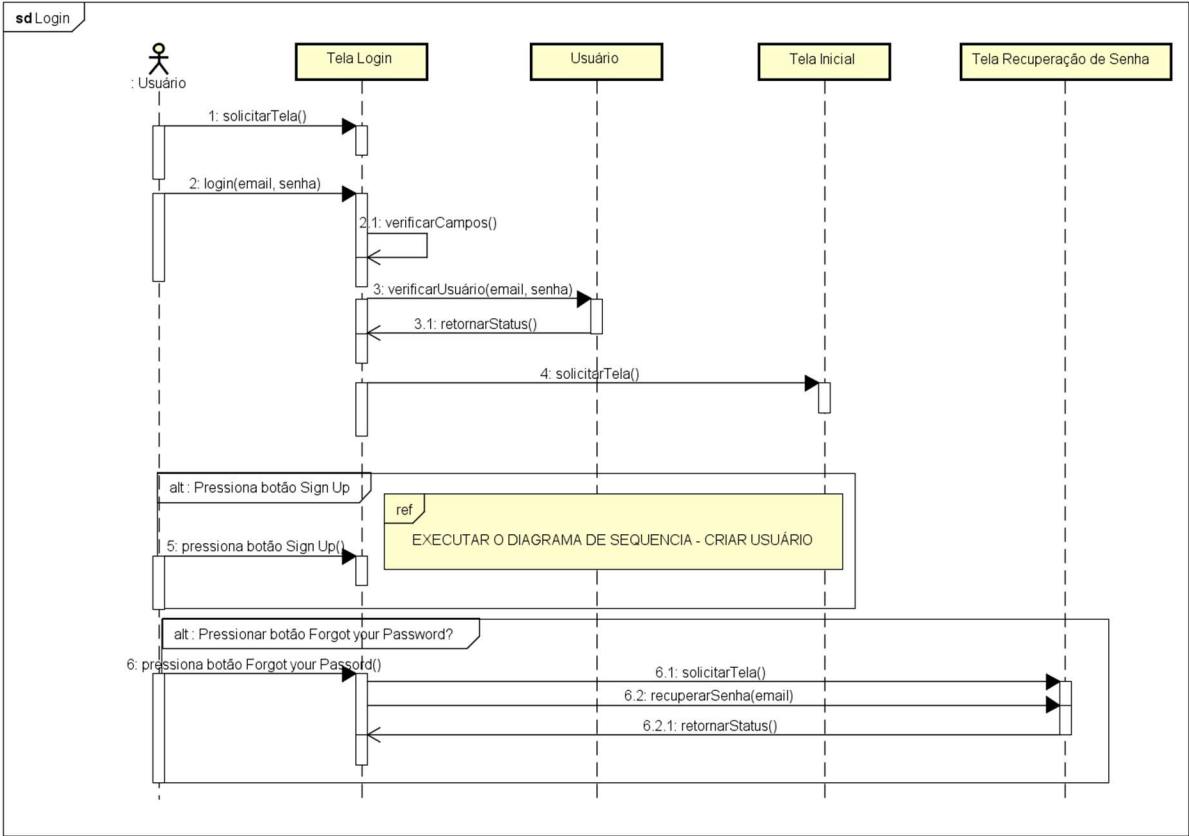 sd Login
: Usuário
Tela Login
Usuário
Tela Inicial
Tela Recuperação de Senha
1: solicitarTela()
2: login(email, senha)
2.1: verificarCampos()
3: verificarUsuário(email, senha)
3.1: retornarStatus()
4: solicitarTela()
alt : Pressiona botão Sign Up
ref
EXECUTAR O DIAGRAMA DE SEQUENCIA - CRIAR USUÁRIO
5: pressiona botão Sign Up()
alt : Pressionar botão Forgot your Password?
6: pressiona botão Forgot your Passord()
6.1: solicitarTela()
6.2: recuperarSenha(email)
6.2.1: retornarStatus()